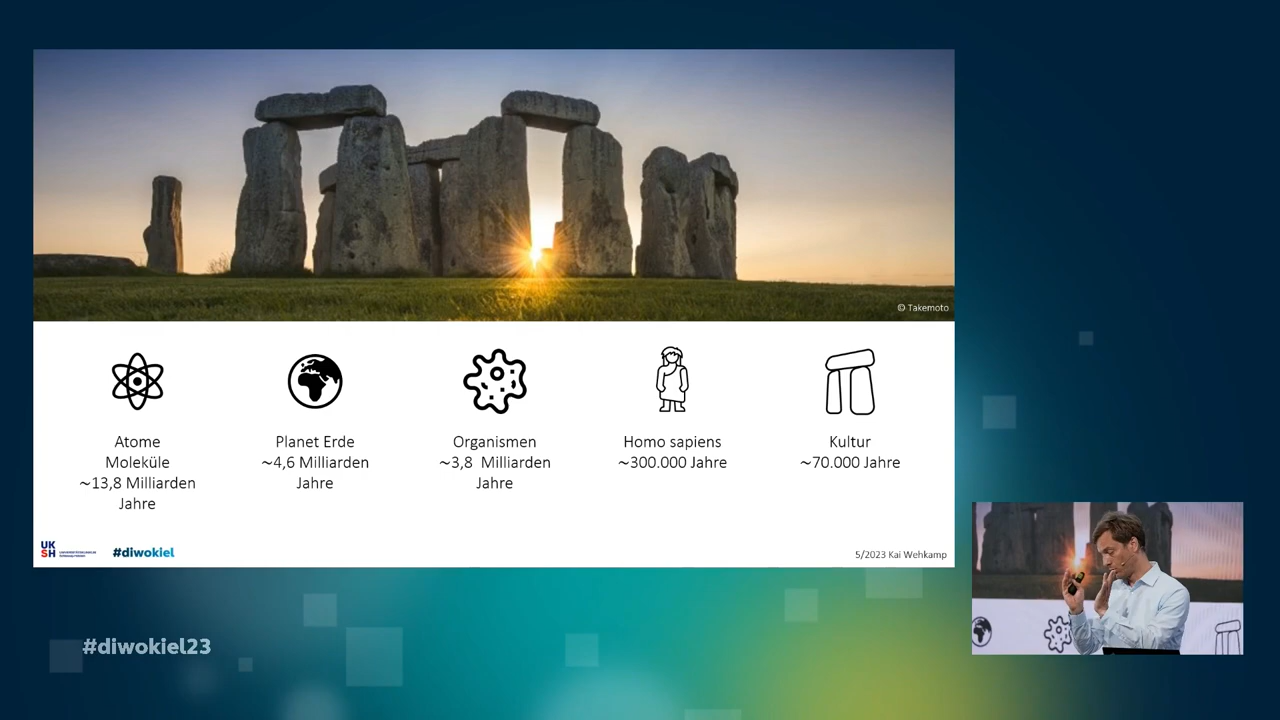 © Takemoto
Atome
Moleküle
~13,8 Milliarden
Jahre
Planet Erde
~4,6 Milliarden
Jahre
Organismen
~3,8 Milliarden
Jahre
Homo sapiens
~300.000 Jahre
Kultur
~70.000 Jahre
UK
SH
#diwokiel
5/2023 Kai Wehkamp
#diwokiel23